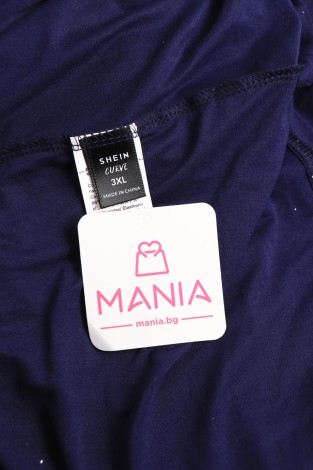 SHEIN
CURVE
3XL
MADE IN CHINA
MANIA
mania.bg